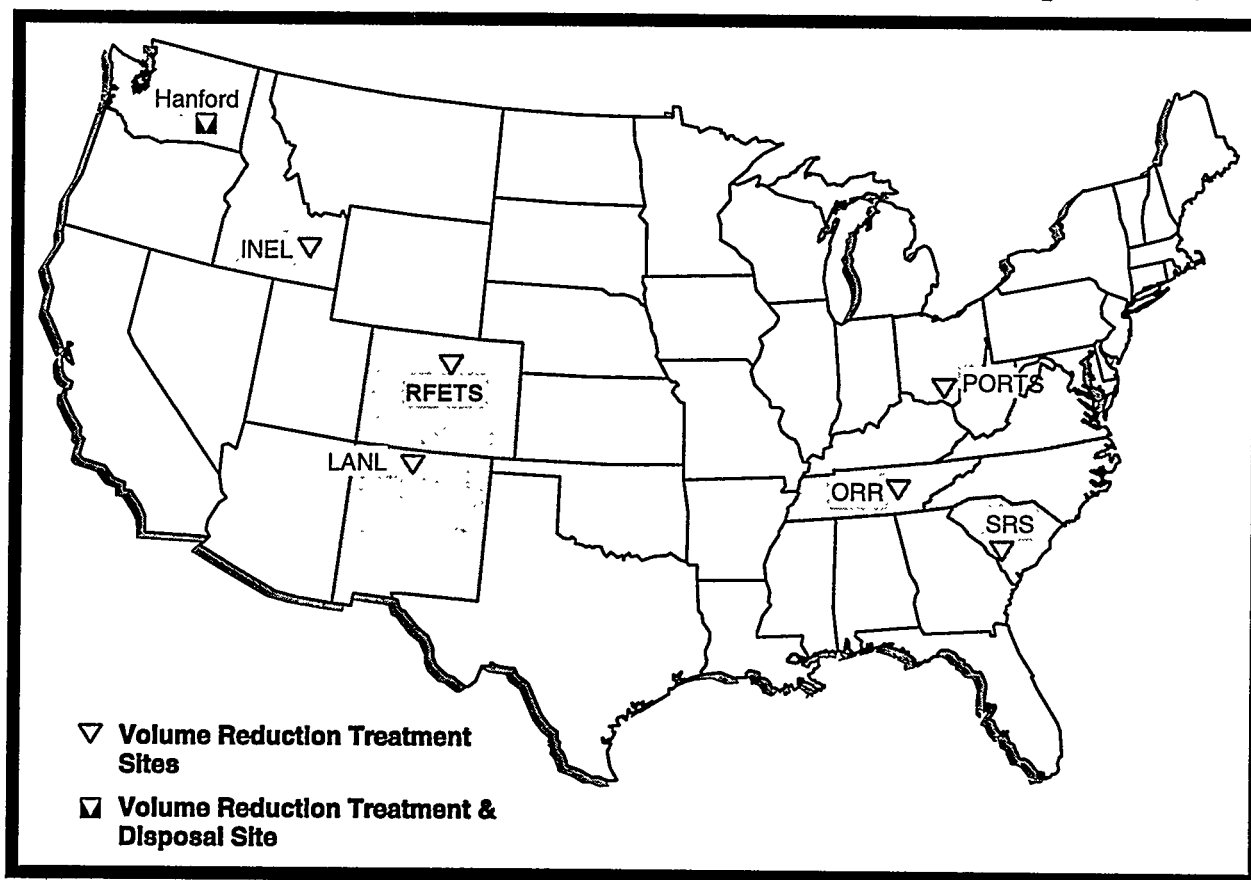 Hanford
INEL
RFETS
PORTS
LANL
ORR
SRS
Volume Reduction Treatment
Sites
Volume Reduction Treatment &
Disposal Site